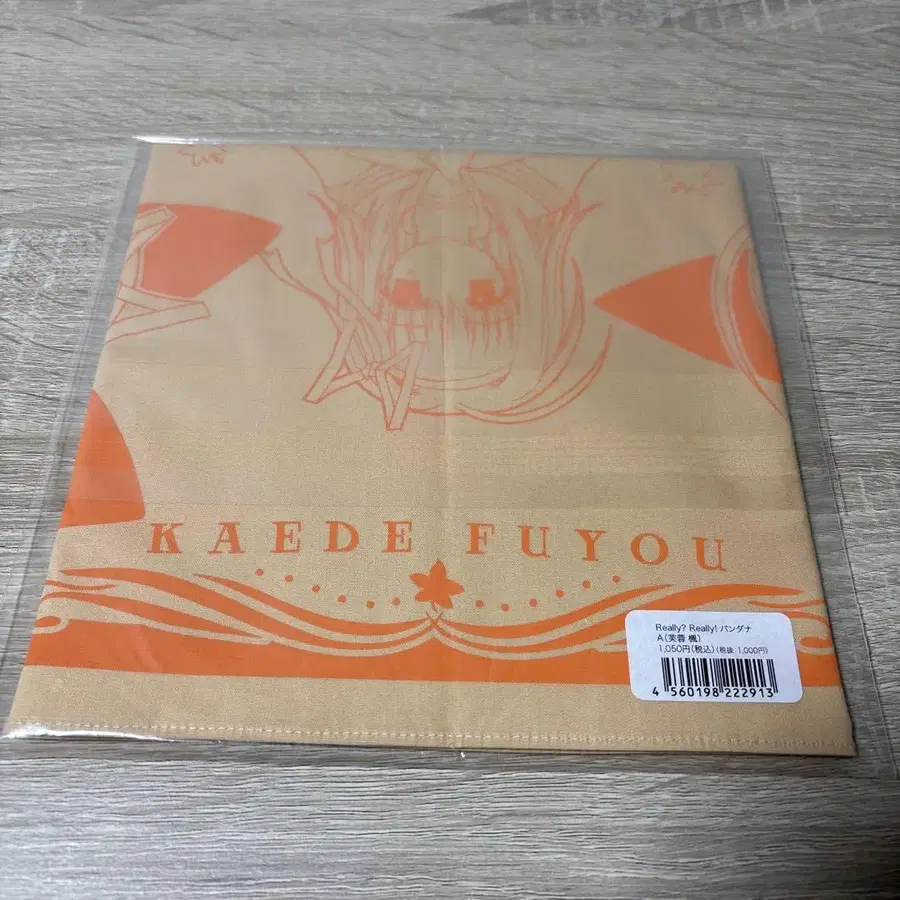 KAEDE FUYOU
Really? Really! バンダナ
A(芙蓉 楓)
1,050円(税込)(税抜 1,000円)
4 560198 222913